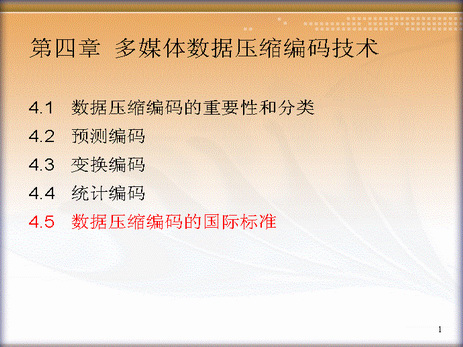 第四章 多媒体数据压缩编码技术
4.1 数据压缩编码的重要性和分类
4.2 预测编码
4.3 变换编码
4.4 统计编码
4.5 数据压缩编码的国际标准
1